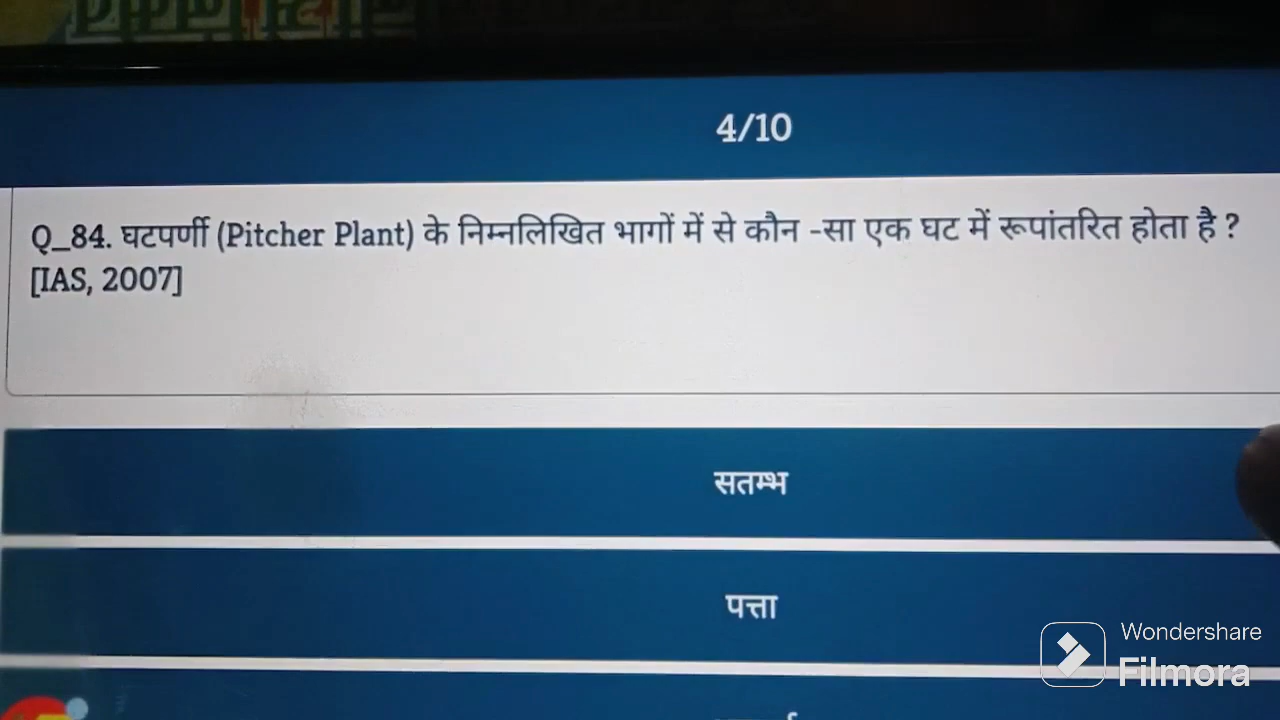 4/10
Q_84. घटपर्णी (Pitcher Plant) के निम्नलिखित भागों में से कौन -सा एक घट में रूपांतरित होता है ?
[IAS, 2007]
सतम्भ
पत्ता
Wondershare
Filmora